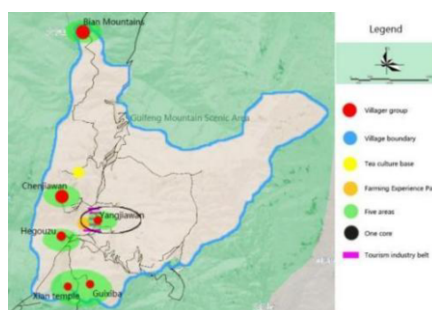 Bian Mountains
Guifeng Mountain Scenic Area
Chenjiawan
Yangjiawan
Hegouzu
Xian temple
Guixiba
Legend
Villager group
Village boundary
Tea culture base
Farming Experience Pa
Five areas
One core
Tourism industry belt